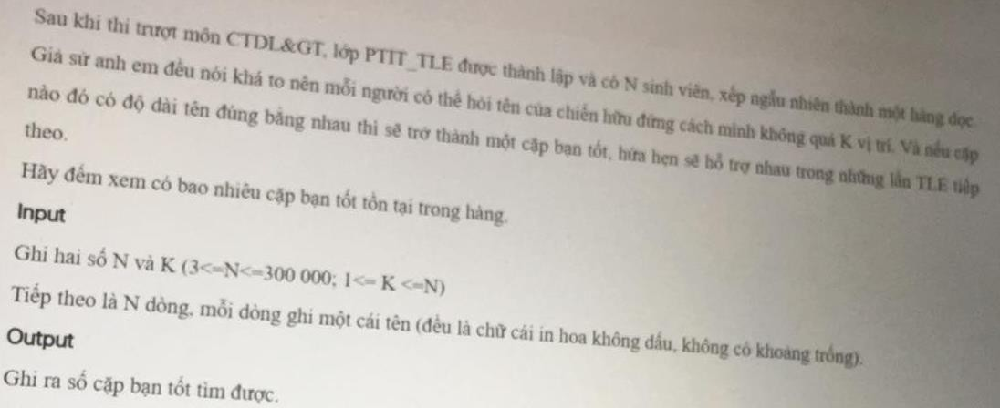 Sau khi thi trượt môn CTDL&GT, lớp PTIT_TLE được thành lập và có N sinh viên, xếp ngẫu nhiên thành một hàng dọc.
Giả sử anh em đều nói khá to nên mỗi người có thể hỏi tên của chiến hữu đứng cách mình không quá K vị trí. Và nếu cặp
nào đó có độ dài tên đúng bằng nhau thì sẽ trở thành một cặp bạn tốt, hứa hẹn sẽ hỗ trợ nhau trong những lần TLE tiếp
theo.
Hãy đếm xem có bao nhiêu cặp bạn tốt tồn tại trong hàng.
Input
Ghi hai số N và K (3<=N<=300 000; 1<= K <=N)
Tiếp theo là N dòng, mỗi dòng ghi một cái tên (đều là chữ cái in hoa không dấu, không có khoảng trống).
Output
Ghi ra số cặp bạn tốt tìm được.